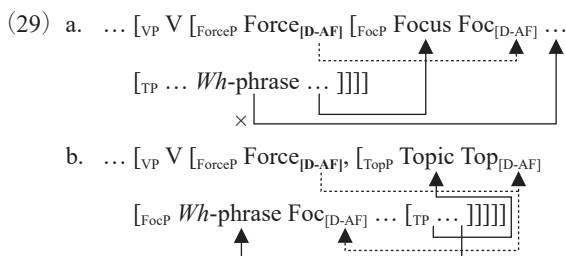 (29) a. … [VP V [ForceP Force[D-AF] [FocP Focus Foc[D-AF] …
[TP … Wh-phrase … ]]]]
×
b. … [VP V [ForceP Force[D-AF], [TopP Topic Top[D-AF]
[FocP Wh-phrase Foc[D-AF] … [TP … ]]]]]